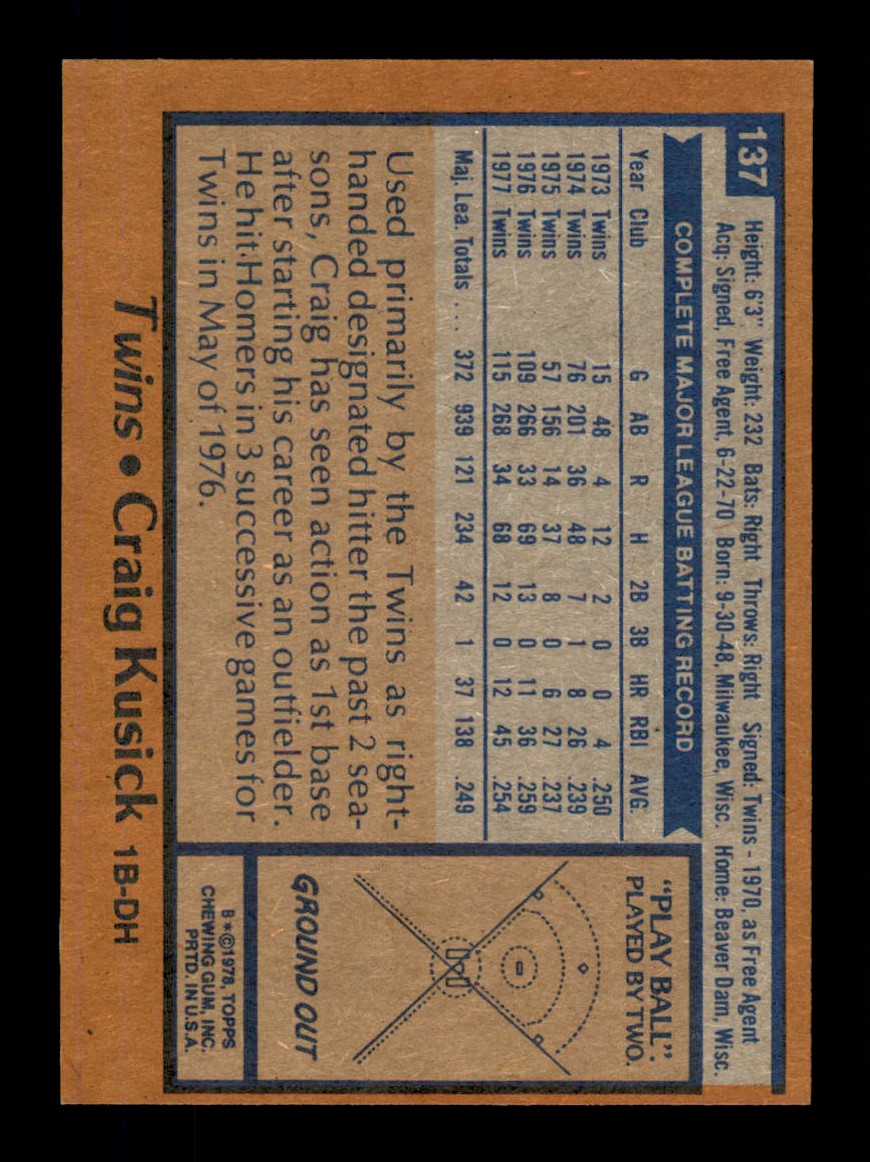 137
Height: 6'3" Weight: 232 Bats: Right Throws: Right Signed: Twins - 1970, as Free Agent
Acq: Signed, Free Agent, 6-22-70 Born: 9-30-48, Milwaukee, Wisc. Home: Beaver Dam, Wisc.
COMPLETE MAJOR LEAGUE BATTING RECORD
Year Club G AB R H 2B 3B HR RBI AVG.
1973 Twins 15 48 4 12 2 0 0 4 .250
1974 Twins 76 201 36 48 7 1 8 26 .239
1975 Twins 57 156 14 37 8 0 6 27 .237
1976 Twins 109 266 33 69 13 0 11 36 .259
1977 Twins 115 268 34 68 12 0 12 45 .254
Maj. Lea. Totals ... 372 939 121 234 42 1 37 138 .249
Used primarily by the Twins as right-
handed designated hitter the past 2 sea-
sons, Craig has seen action as 1st base
after starting his career as an outfielder.
He hit Homers in 3 successive games for
Twins in May of 1976.
"PLAY BALL"
PLAYED BY TWO.
GROUND OUT
B*©1978, TOPPS
CHEWING GUM, INC.
PRTD. IN U.S.A.
Twins • Craig Kusick 1B-DH